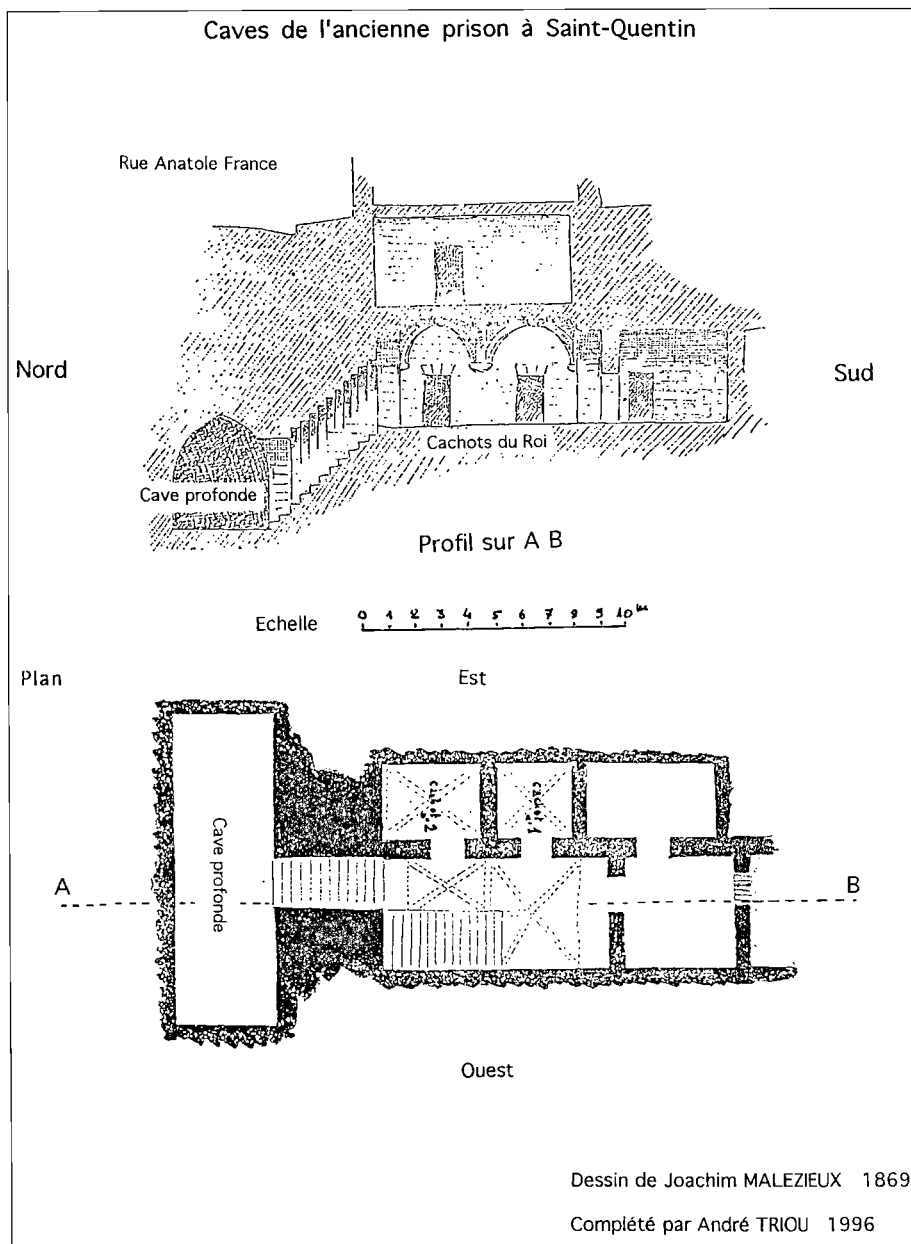 Caves de l'ancienne prison à Saint-Quentin
Rue Anatole France
Nord
Sud
Cachots du Roi
Cave profonde
Profil sur A B
Echelle
0 1 2 3 4 5 6 7 8 9 10 m
Plan
Est
cachot n° 2
cachot n° 1
Cave profonde
A
B
Ouest
Dessin de Joachim MALEZIEUX 1869
Complété par André TRIOU 1996